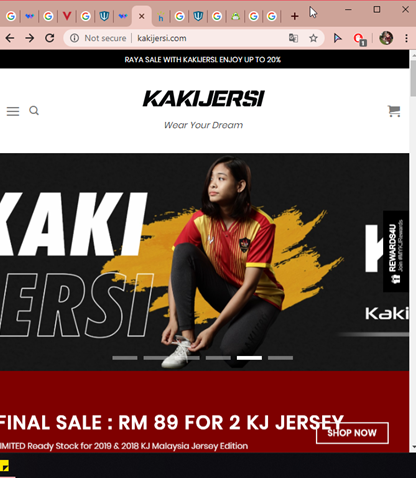 Not secure
kakijersi.com
RAYA SALE WITH KAKIJERSI. ENJOY UP TO 20%
KAKIJERSI
Wear Your Dream
KAKI
JERSI
K
Kaki
REWARDS4U
FINAL SALE : RM 89 FOR 2 KJ JERSEY
IMITED Ready Stock for 2019 & 2018 KJ Malaysia Jersey Edition
SHOP NOW